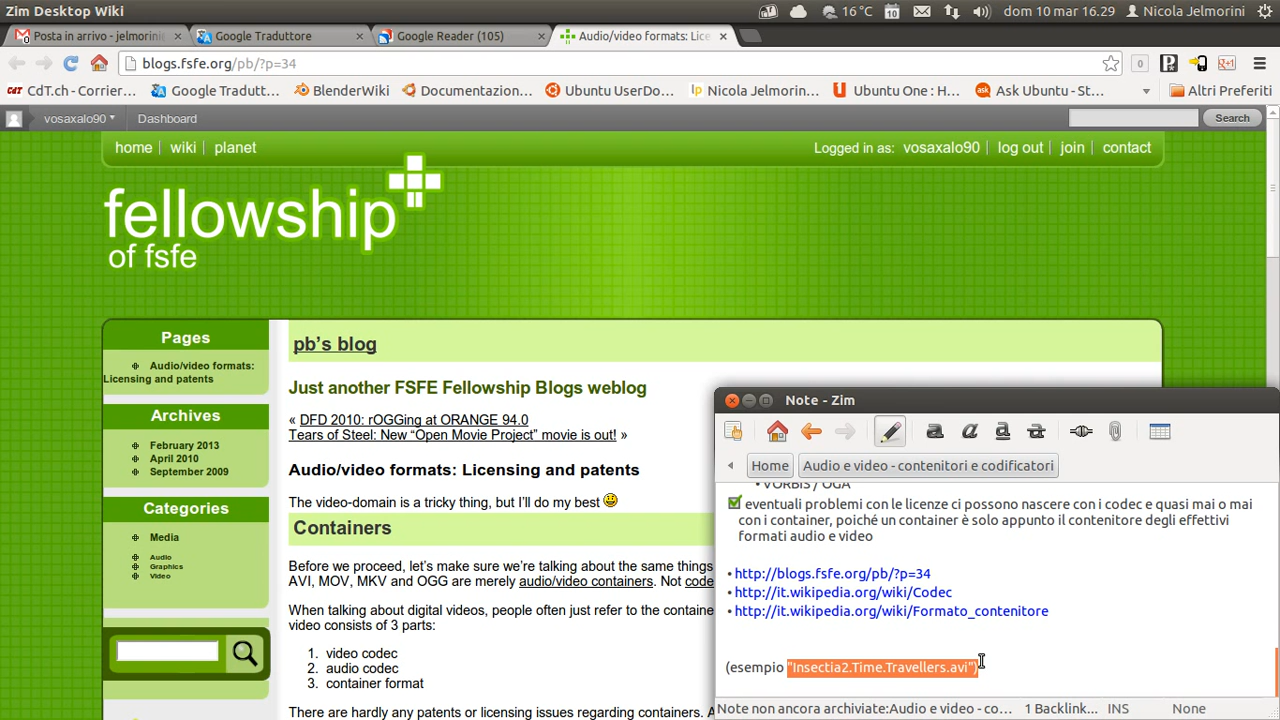 Zim Desktop Wiki
16 °C
10
dom 10 mar 16.29
Nicola Jelmorini
Posta in arrivo - jelmorini
Google Traduttore
Google Reader (105)
Audio/video formats: Lice
blogs.fsfe.org/pb/?p=34
0
CdT CdT.ch - Corrier...
Google Tradutt...
BlenderWiki
Documentazion...
Ubuntu UserDo...
lp Nicola Jelmorin...
Ubuntu One : H...
Ask Ubuntu - St...
Altri Preferiti
vosaxalo90
Dashboard
Search
home
wiki
planet
Logged in as: vosaxalo90
log out
join
contact
fellowship
of fsfe
Pages
Audio/video formats:
Licensing and patents
Archives
February 2013
April 2010
September 2009
Categories
Media
Audio
Graphics
Video
pb's blog
Just another FSFE Fellowship Blogs weblog
« DFD 2010: rOGGing at ORANGE 94.0
Tears of Steel: New “Open Movie Project” movie is out! »
Audio/video formats: Licensing and patents
The video-domain is a tricky thing, but I'll do my best
Containers
Before we proceed, let's make sure we're talking about the same things
AVI, MOV, MKV and OGG are merely audio/video containers. Not code
When talking about digital videos, people often just refer to the containe
video consists of 3 parts:
1. video codec
2. audio codec
3. container format
There are hardly any patents or licensing issues regarding containers. A
Note - Zim
Home
Audio e video - contenitori e codificatori
• VORBIS / OGA
eventuali problemi con le licenze ci possono nascere con i codec e quasi mai o mai
con i container, poiché un container è solo appunto il contenitore degli effettivi
formati audio e video
• http://blogs.fsfe.org/pb/?p=34
• http://it.wikipedia.org/wiki/Codec
• http://it.wikipedia.org/wiki/Formato_contenitore
(esempio "Insectia2.Time.Travellers.avi")
Note non ancora archiviate:Audio e video - co...
1 Backlink...
INS
None